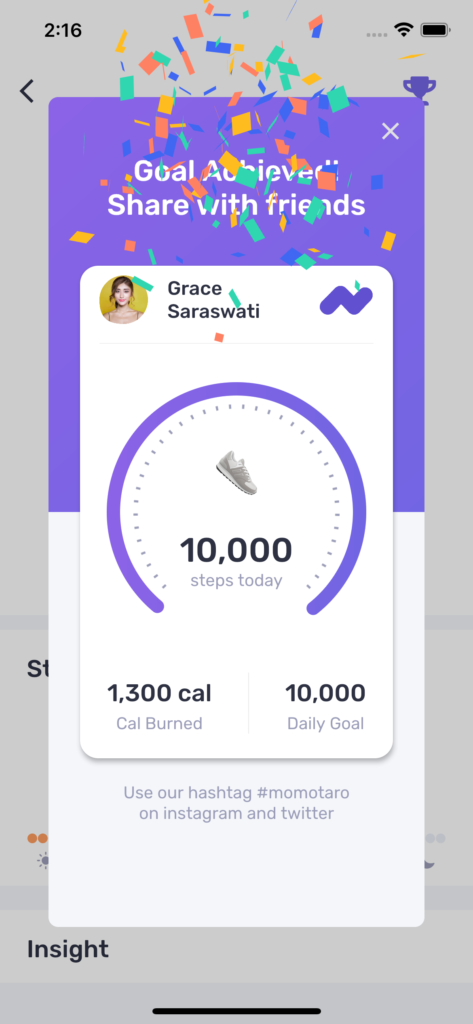 2:16
Goal Achieved!
Share with friends
Grace
Saraswati
10,000
steps today
1,300 cal
10,000
Cal Burned
Daily Goal
Use our hashtag #momotaro
on instagram and twitter
St
Insight